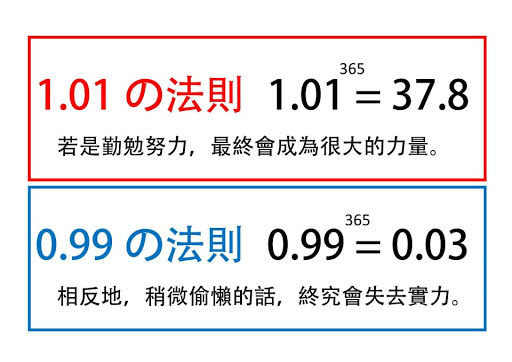 1.01 の法則 1.01³⁶⁵ = 37.8
若是勤勉努力，最終會成為很大的力量。
0.99 の法則 0.99³⁶⁵ = 0.03
相反地，稍微偷懶的話，終究會失去實力。